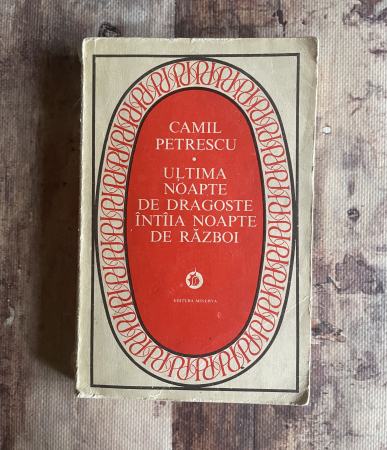 CAMIL
PETRESCU
•
ULTIMA
NOAPTE
DE DRAGOSTE
ÎNTÎIA NOAPTE
DE RĂZBOI
EDITURA MINERVA